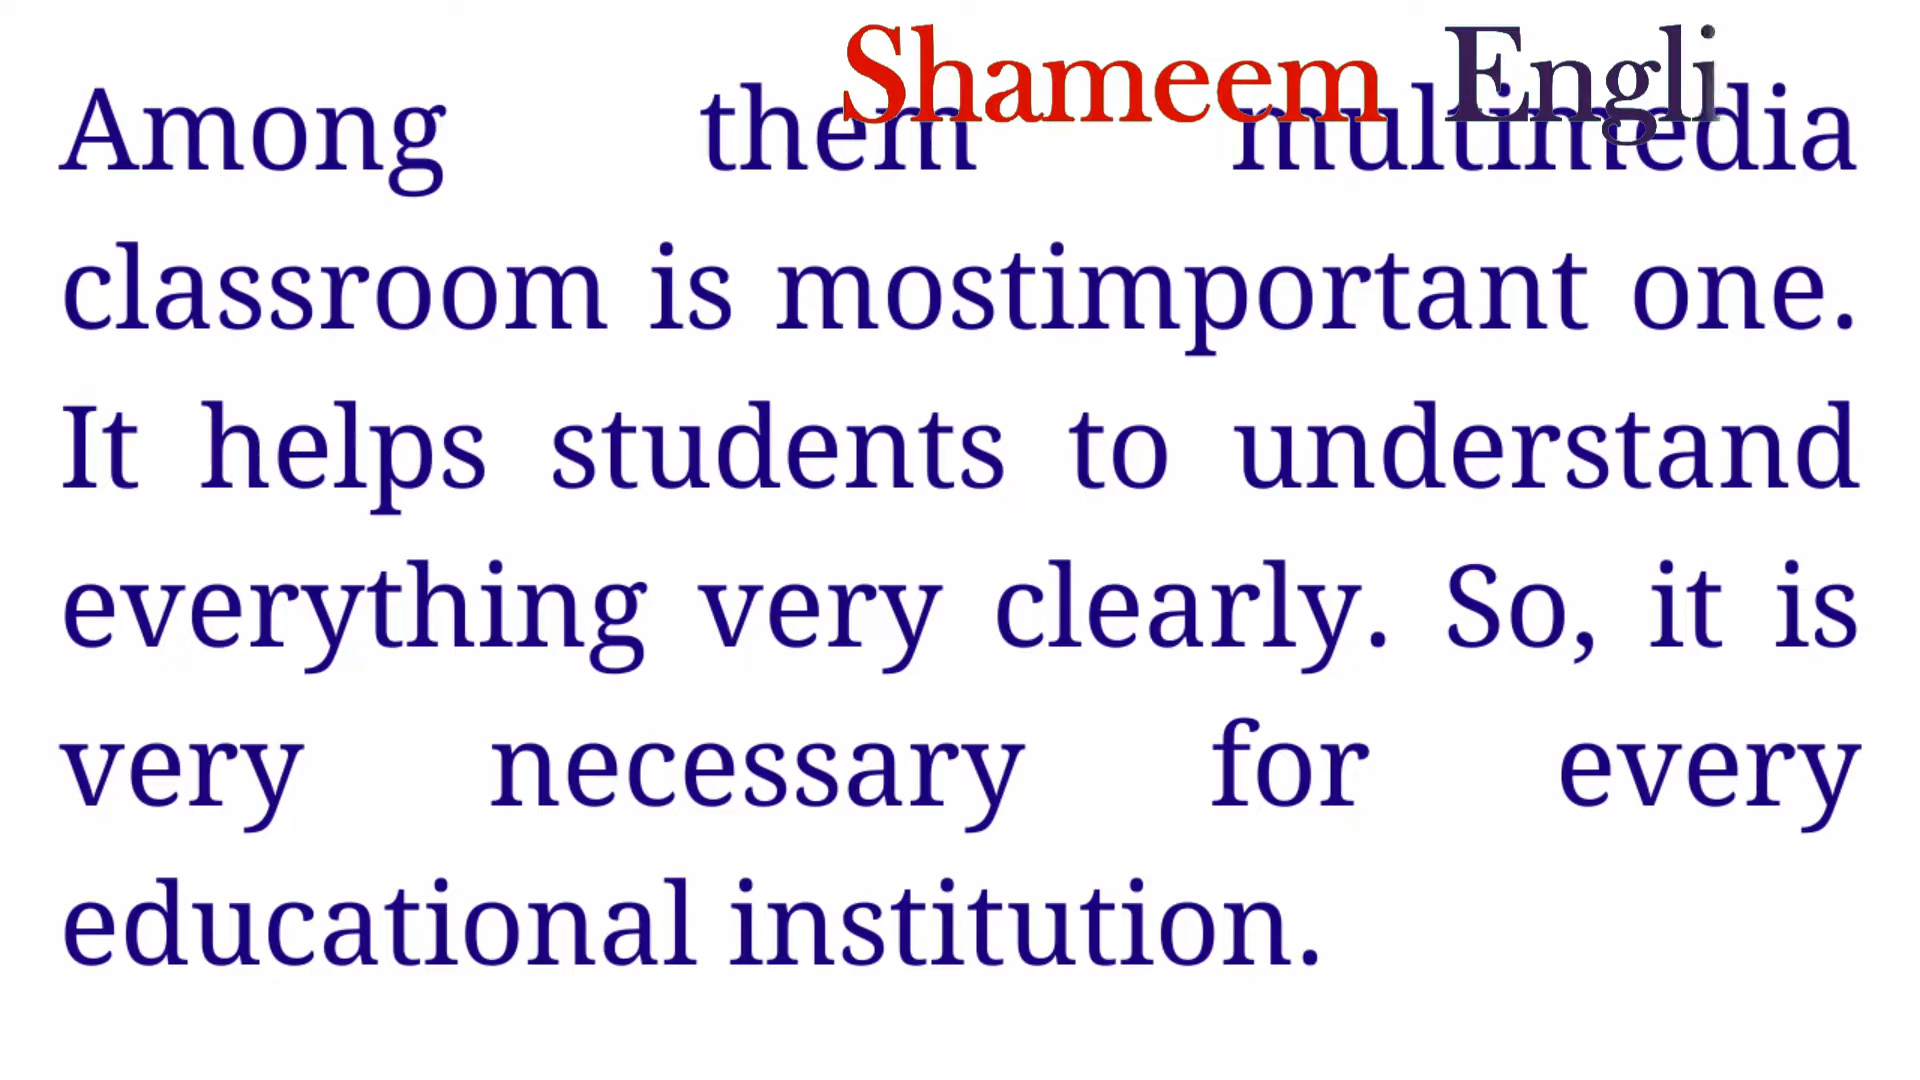 Shameem Engli
Among them multimedia
classroom is mostimportant one.
It helps students to understand
everything very clearly. So, it is
very necessary for every
educational institution.